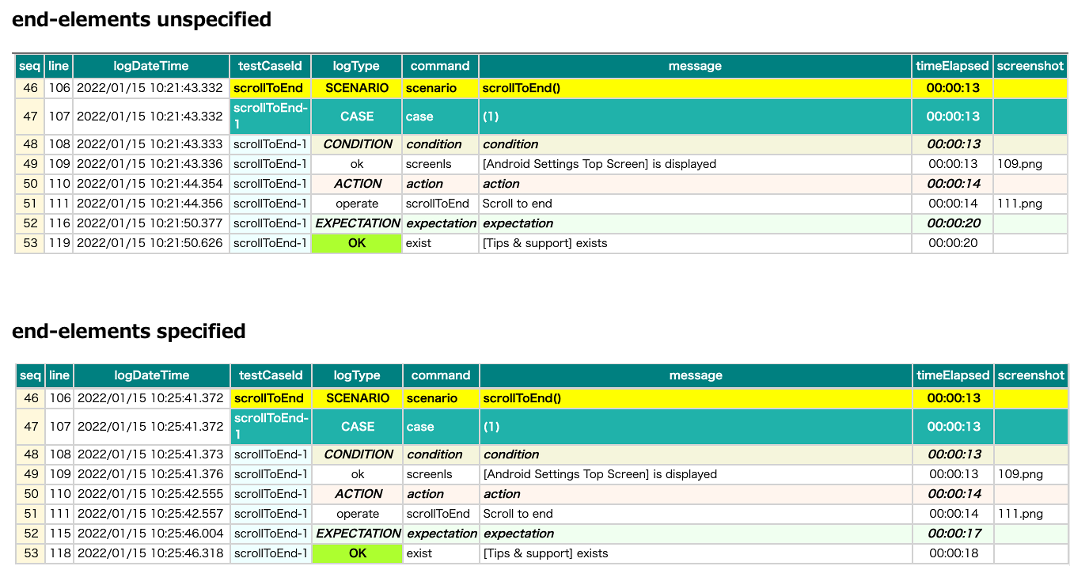 end-elements unspecified
seq line logDateTime testCaseId logType command message timeElapsed screenshot
46 106 2022/01/15 10:21:43.332 scrollToEnd SCENARIO scenario scrollToEnd() 00:00:13
47 107 2022/01/15 10:21:43.332 scrollToEnd-1 CASE case (1) 00:00:13
48 108 2022/01/15 10:21:43.333 scrollToEnd-1 CONDITION condition condition 00:00:13
49 109 2022/01/15 10:21:43.336 scrollToEnd-1 ok screenIs [Android Settings Top Screen] is displayed 00:00:13 109.png
50 110 2022/01/15 10:21:44.354 scrollToEnd-1 ACTION action action 00:00:14
51 111 2022/01/15 10:21:44.356 scrollToEnd-1 operate scrollToEnd Scroll to end 00:00:14 111.png
52 116 2022/01/15 10:21:50.377 scrollToEnd-1 EXPECTATION expectation expectation 00:00:20
53 119 2022/01/15 10:21:50.626 scrollToEnd-1 OK exist [Tips & support] exists 00:00:20
end-elements specified
seq line logDateTime testCaseId logType command message timeElapsed screenshot
46 106 2022/01/15 10:25:41.372 scrollToEnd SCENARIO scenario scrollToEnd() 00:00:13
47 107 2022/01/15 10:25:41.372 scrollToEnd-1 CASE case (1) 00:00:13
48 108 2022/01/15 10:25:41.373 scrollToEnd-1 CONDITION condition condition 00:00:13
49 109 2022/01/15 10:25:41.376 scrollToEnd-1 ok screenIs [Android Settings Top Screen] is displayed 00:00:13 109.png
50 110 2022/01/15 10:25:42.555 scrollToEnd-1 ACTION action action 00:00:14
51 111 2022/01/15 10:25:42.557 scrollToEnd-1 operate scrollToEnd Scroll to end 00:00:14 111.png
52 115 2022/01/15 10:25:46.004 scrollToEnd-1 EXPECTATION expectation expectation 00:00:17
53 118 2022/01/15 10:25:46.318 scrollToEnd-1 OK exist [Tips & support] exists 00:00:18